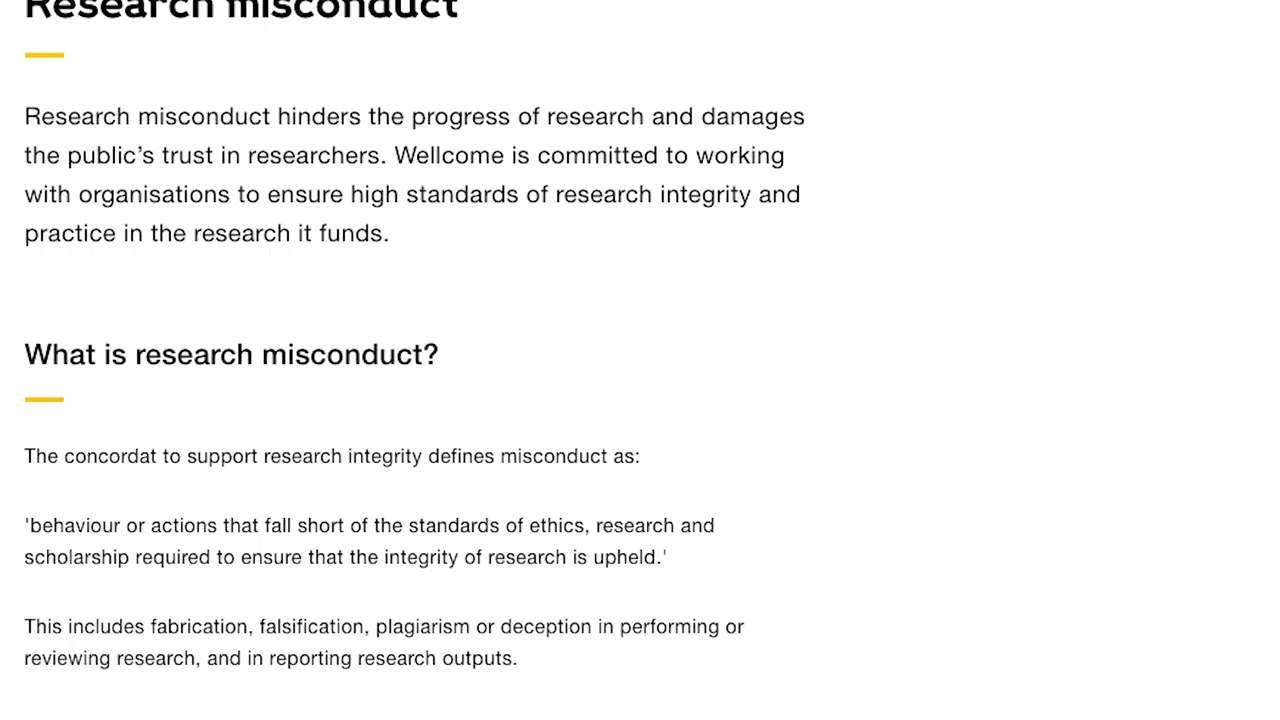 Research misconduct
Research misconduct hinders the progress of research and damages
the public’s trust in researchers. Wellcome is committed to working
with organisations to ensure high standards of research integrity and
practice in the research it funds.
What is research misconduct?
The concordat to support research integrity defines misconduct as:
'behaviour or actions that fall short of the standards of ethics, research and
scholarship required to ensure that the integrity of research is upheld.'
This includes fabrication, falsification, plagiarism or deception in performing or
reviewing research, and in reporting research outputs.